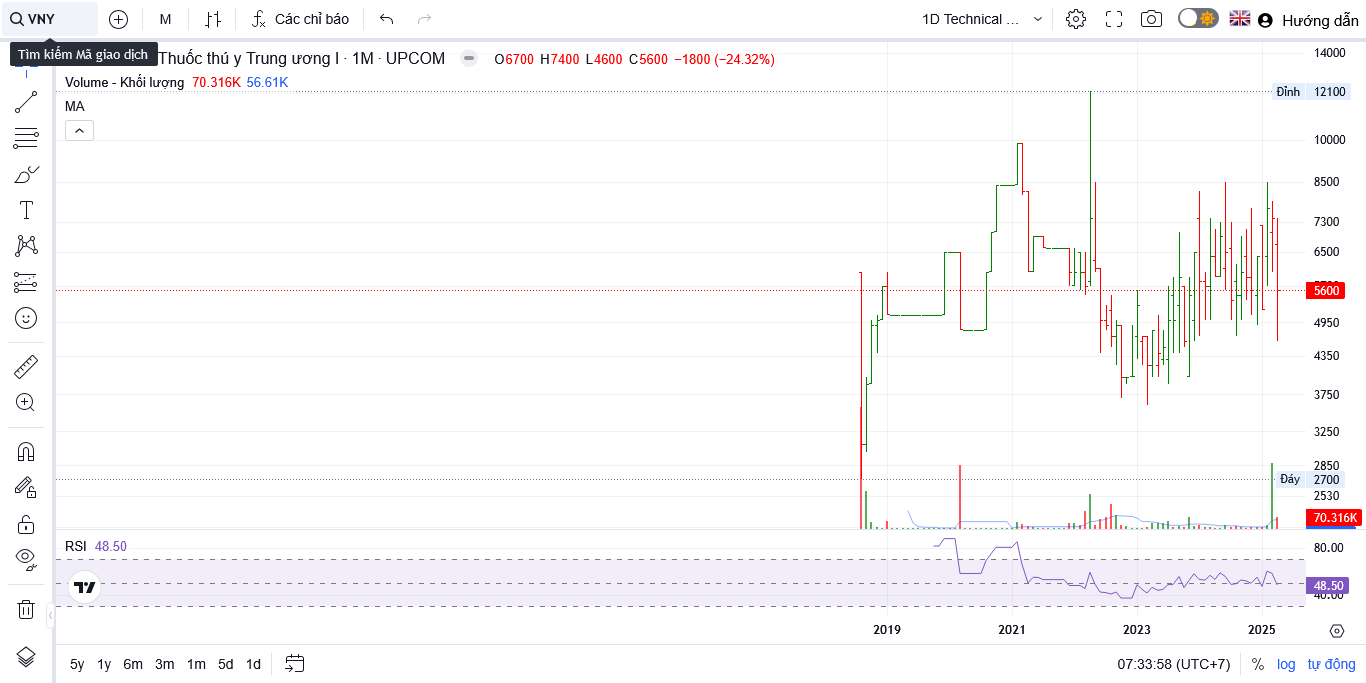 VNY
M
Các chỉ báo
1D Technical ...
Hướng dẫn
Tìm kiếm Mã giao dịch
Thuốc thú y Trung ương I · 1M · UPCOM
O6700 H7400 L4600 C5600 −1800 (−24.32%)
Volume - Khối lượng 70.316K 56.61K
MA
14000
Đỉnh 12100
10000
8500
7300
6500
5600
4950
4350
3750
3250
2850
Đáy 2700
2530
70.316K
RSI 48.50
80.00
48.50
40.00
2019 2021 2023 2025
5y 1y 6m 3m 1m 5d 1d
07:33:58 (UTC+7) % log tự động